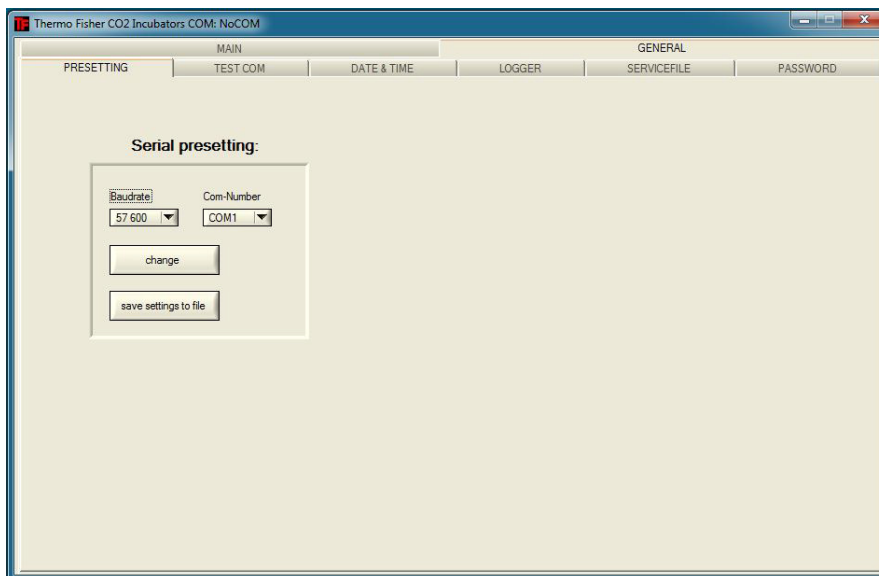 TF Thermo Fisher CO2 Incubators COM: NoCOM
MAIN GENERAL
PRESETTING TEST COM DATE & TIME LOGGER SERVICEFILE PASSWORD
Serial presetting:
Baudrate Com-Number
57 600 COM1
change
save settings to file